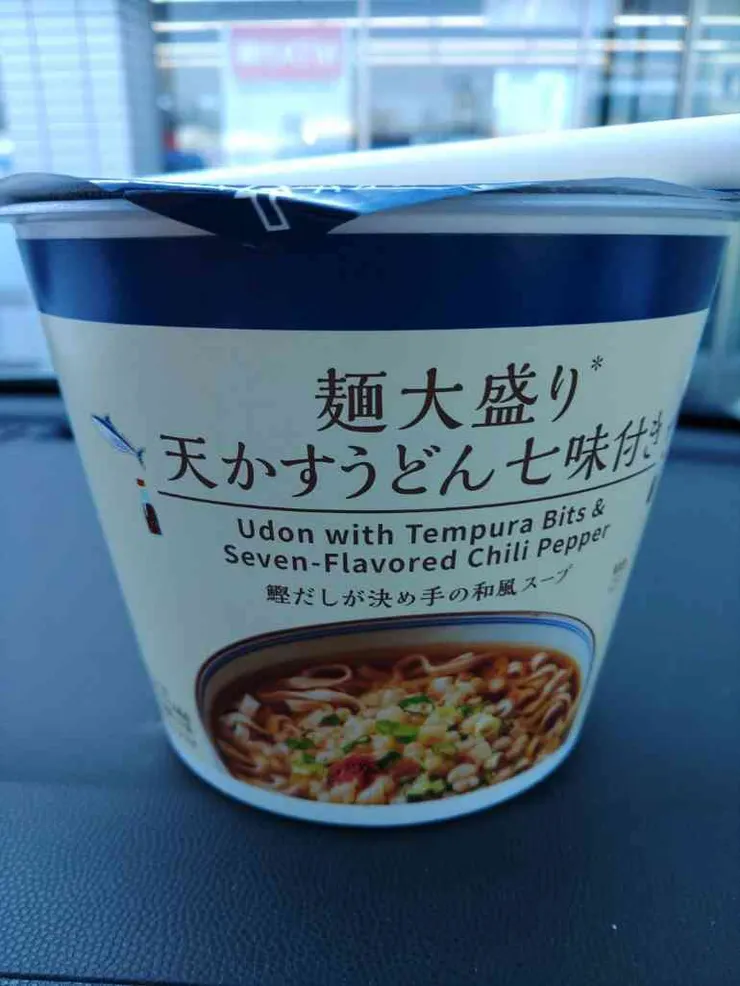 麺大盛り*
天かすうどん七味付き
Udon with Tempura Bits &
Seven-Flavored Chili Pepper
鰹だしが決め手の和風スープ